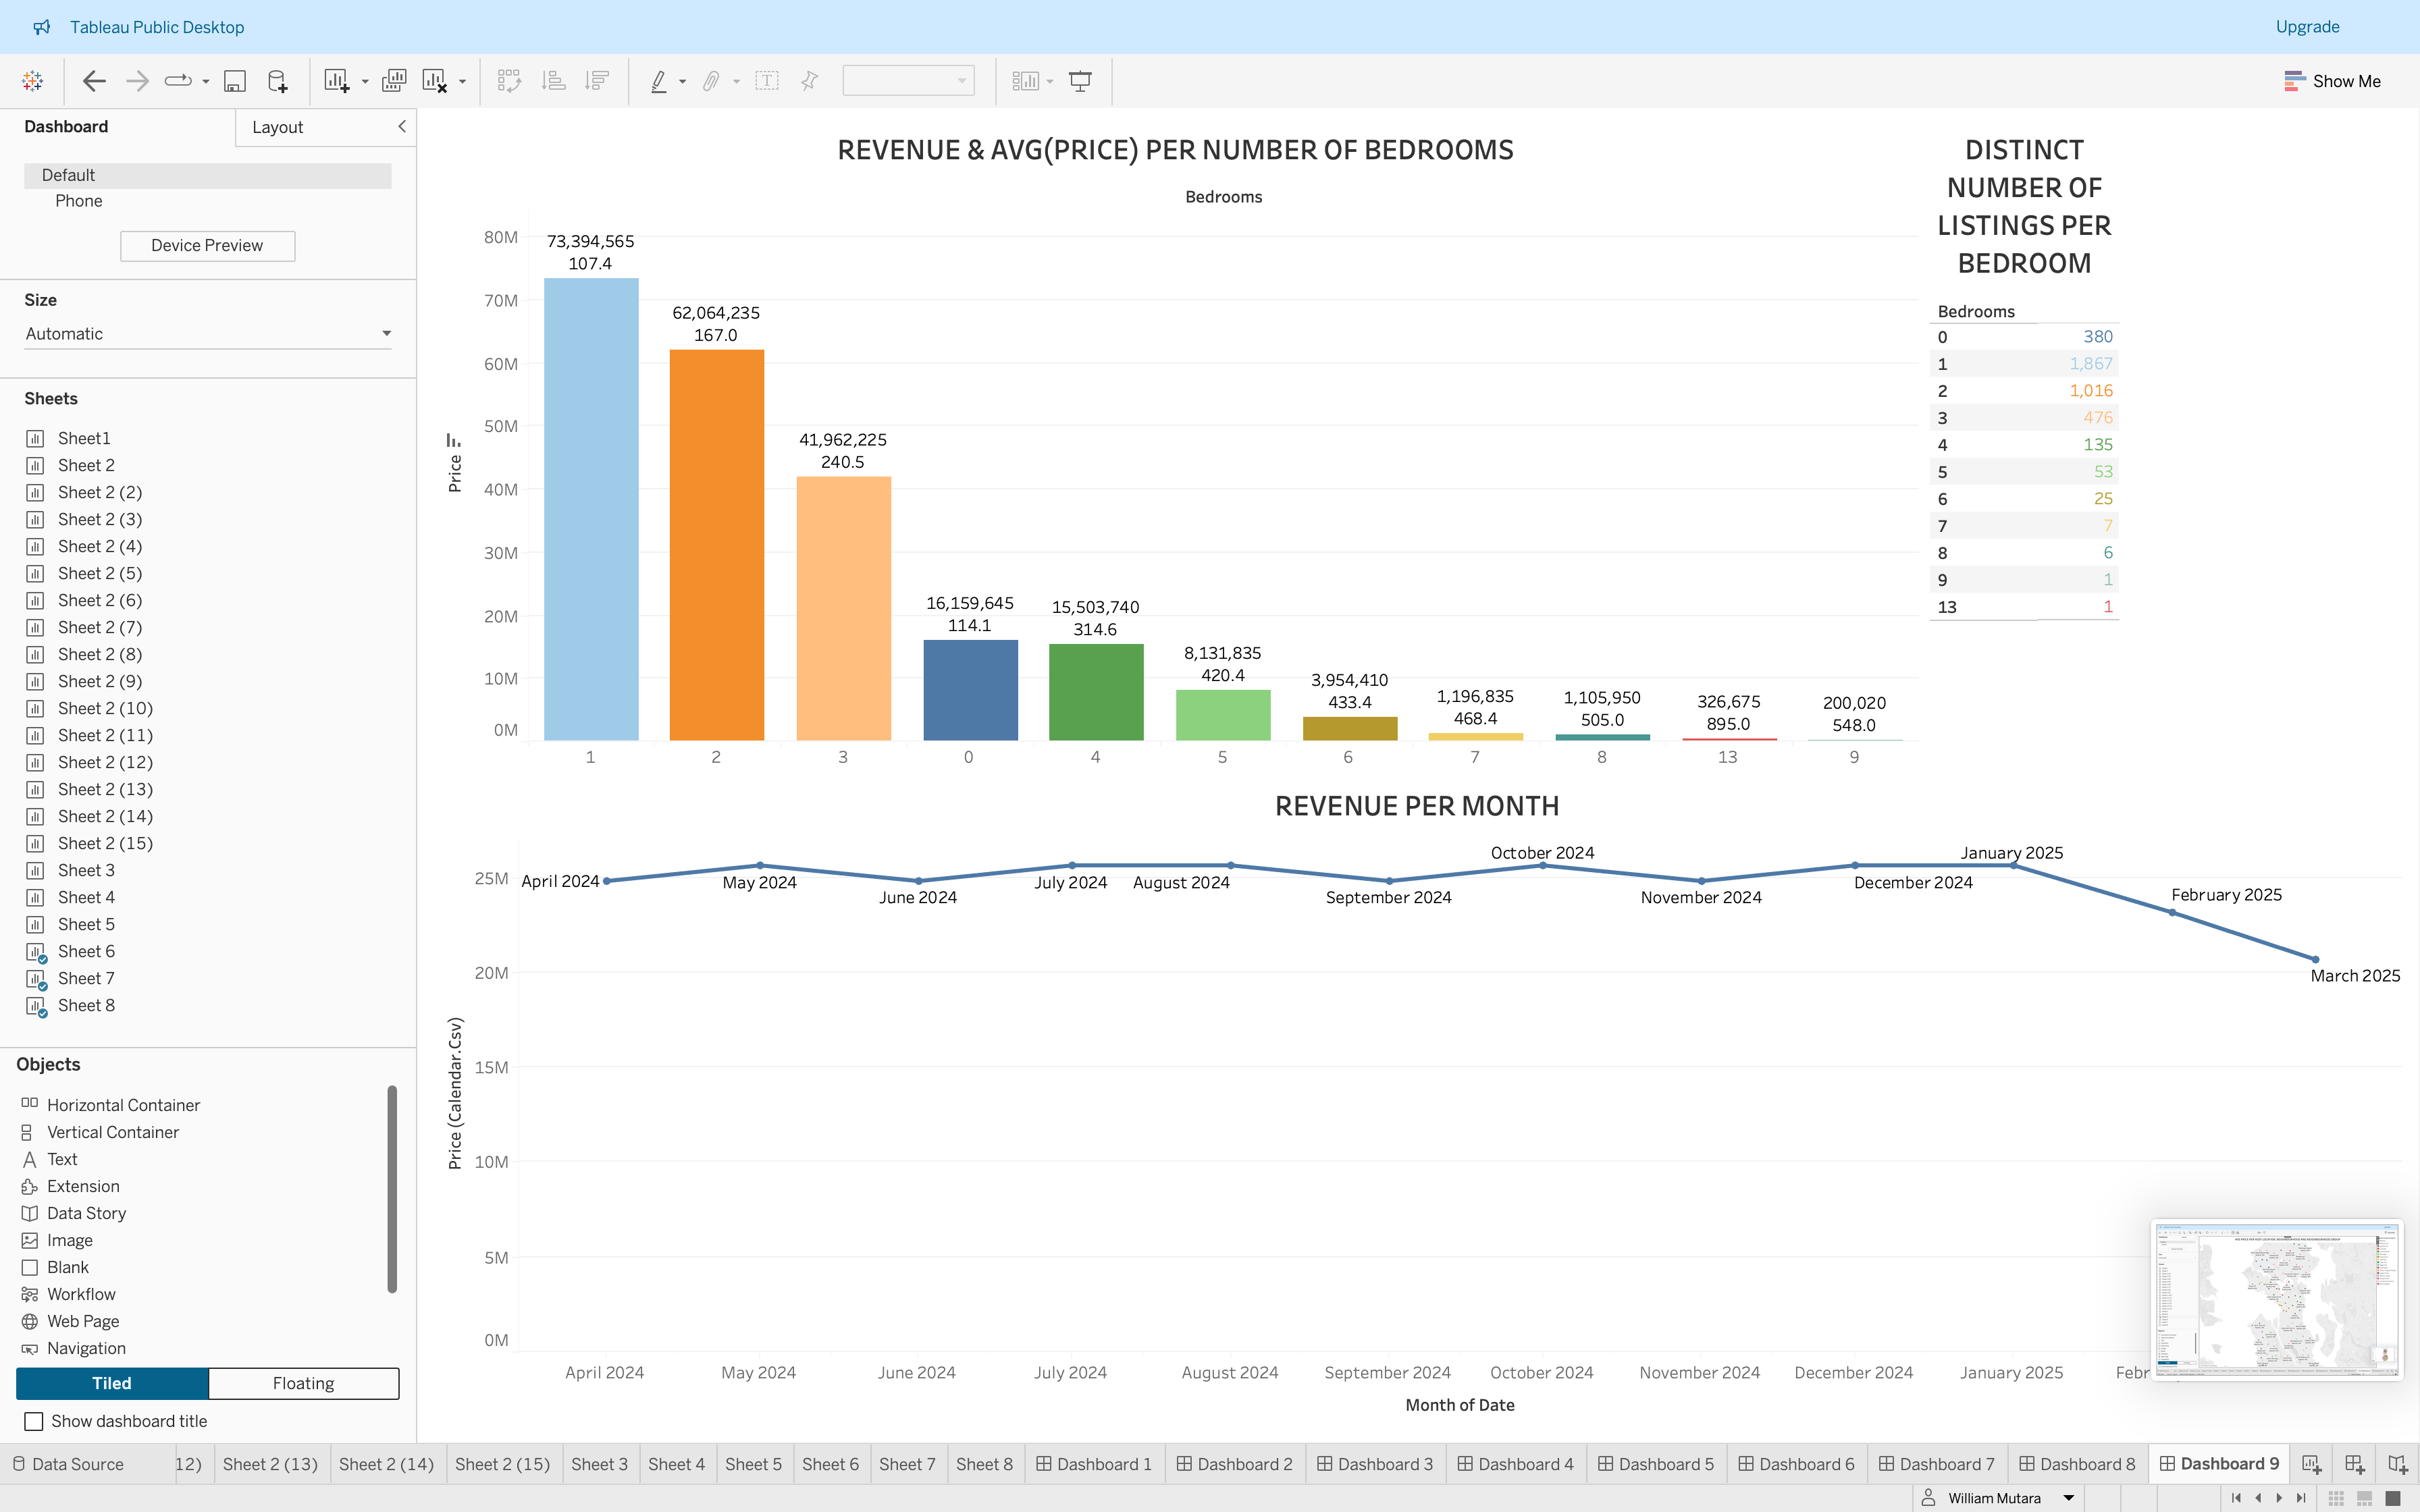 Tableau Public Desktop
Upgrade
Show Me
Dashboard
Layout
Default
Phone
Device Preview
Size
Automatic
Sheets
Sheet1
Sheet 2
Sheet 2 (2)
Sheet 2 (3)
Sheet 2 (4)
Sheet 2 (5)
Sheet 2 (6)
Sheet 2 (7)
Sheet 2 (8)
Sheet 2 (9)
Sheet 2 (10)
Sheet 2 (11)
Sheet 2 (12)
Sheet 2 (13)
Sheet 2 (14)
Sheet 2 (15)
Sheet 3
Sheet 4
Sheet 5
Sheet 6
Sheet 7
Sheet 8
Objects
Horizontal Container
Vertical Container
Text
Extension
Data Story
Image
Blank
Workflow
Web Page
Navigation
Tiled
Floating
Show dashboard title
REVENUE & AVG(PRICE) PER NUMBER OF BEDROOMS
Bedrooms
Price
80M
70M
60M
50M
40M
30M
20M
10M
0M
73,394,565
107.4
62,064,235
167.0
41,962,225
240.5
16,159,645
114.1
15,503,740
314.6
8,131,835
420.4
3,954,410
433.4
1,196,835
468.4
1,105,950
505.0
326,675
895.0
200,020
548.0
1 2 3 0 4 5 6 7 8 13 9
DISTINCT
NUMBER OF
LISTINGS PER
BEDROOM
Bedrooms
0 380
1 1,867
2 1,016
3 476
4 135
5 53
6 25
7 7
8 6
9 1
13 1
REVENUE PER MONTH
Price (Calendar.Csv)
25M
20M
15M
10M
5M
0M
April 2024
May 2024
June 2024
July 2024
August 2024
September 2024
October 2024
November 2024
December 2024
January 2025
February 2025
March 2025
April 2024 May 2024 June 2024 July 2024 August 2024 September 2024 October 2024 November 2024 December 2024 January 2025 Febr
Month of Date
Data Source 12) Sheet 2 (13) Sheet 2 (14) Sheet 2 (15) Sheet 3 Sheet 4 Sheet 5 Sheet 6 Sheet 7 Sheet 8 Dashboard 1 Dashboard 2 Dashboard 3 Dashboard 4 Dashboard 5 Dashboard 6 Dashboard 7 Dashboard 8 Dashboard 9
William Mutara